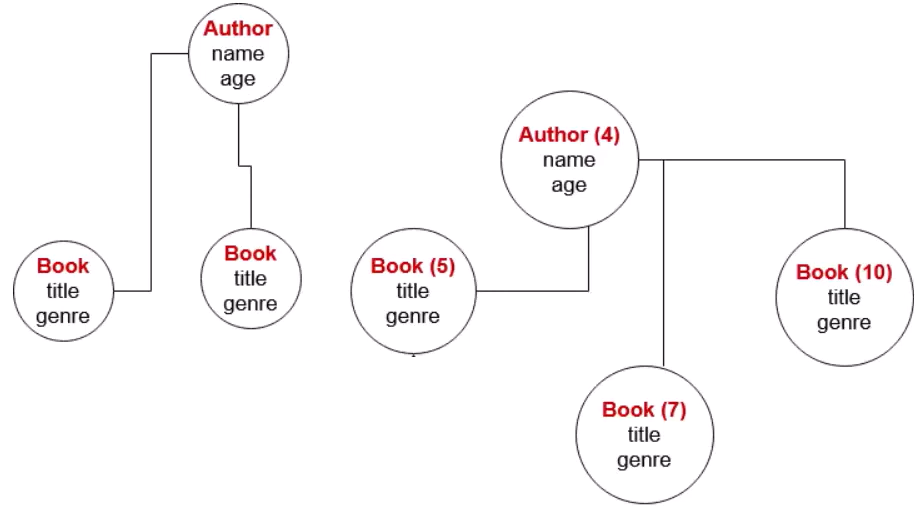 Author
name
age
Book
title
genre
Book
title
genre
Author (4)
name
age
Book (5)
title
genre
Book (7)
title
genre
Book (10)
title
genre